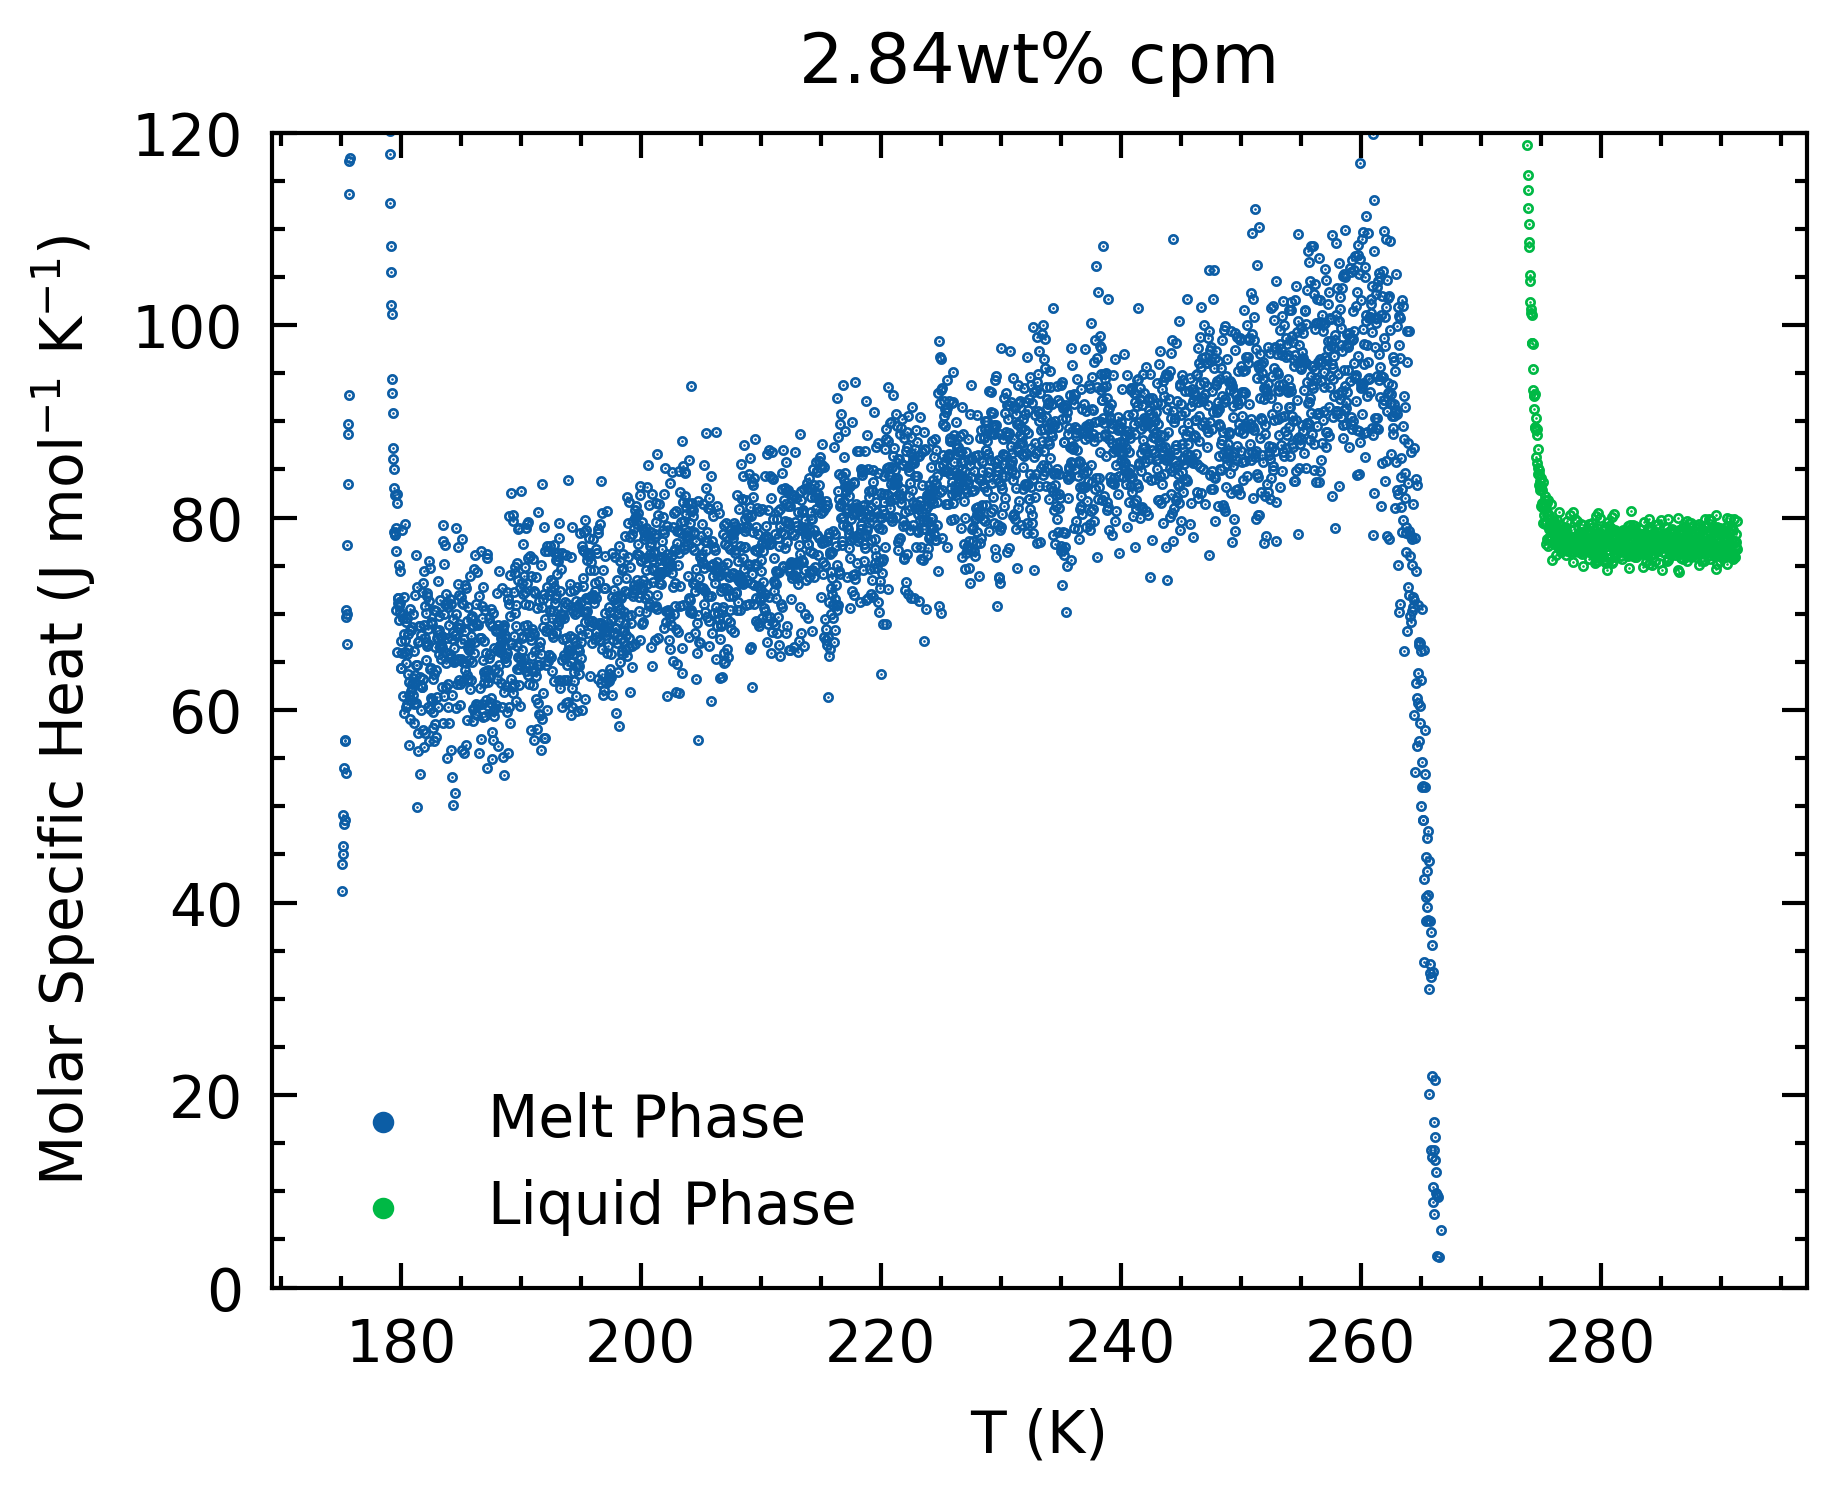 2.84wt% cpm
Molar Specific Heat (J mol⁻¹ K⁻¹)
120
100
80
60
40
20
0
Melt Phase
Liquid Phase
180 200 220 240 260 280
T (K)